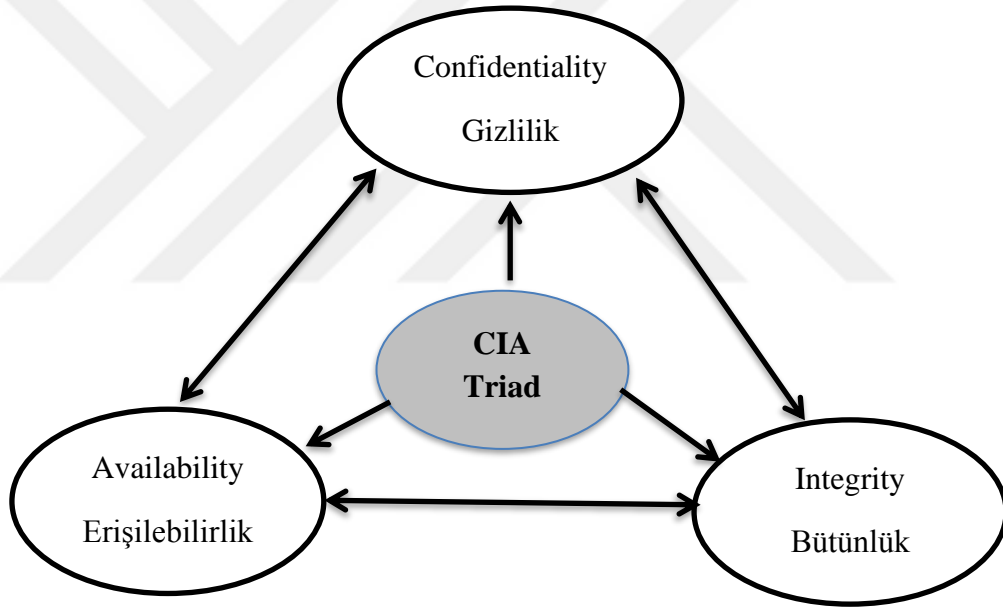 Confidentiality
Gizlilik
CIA
Triad
Availability
Erişilebilirlik
Integrity
Bütünlük